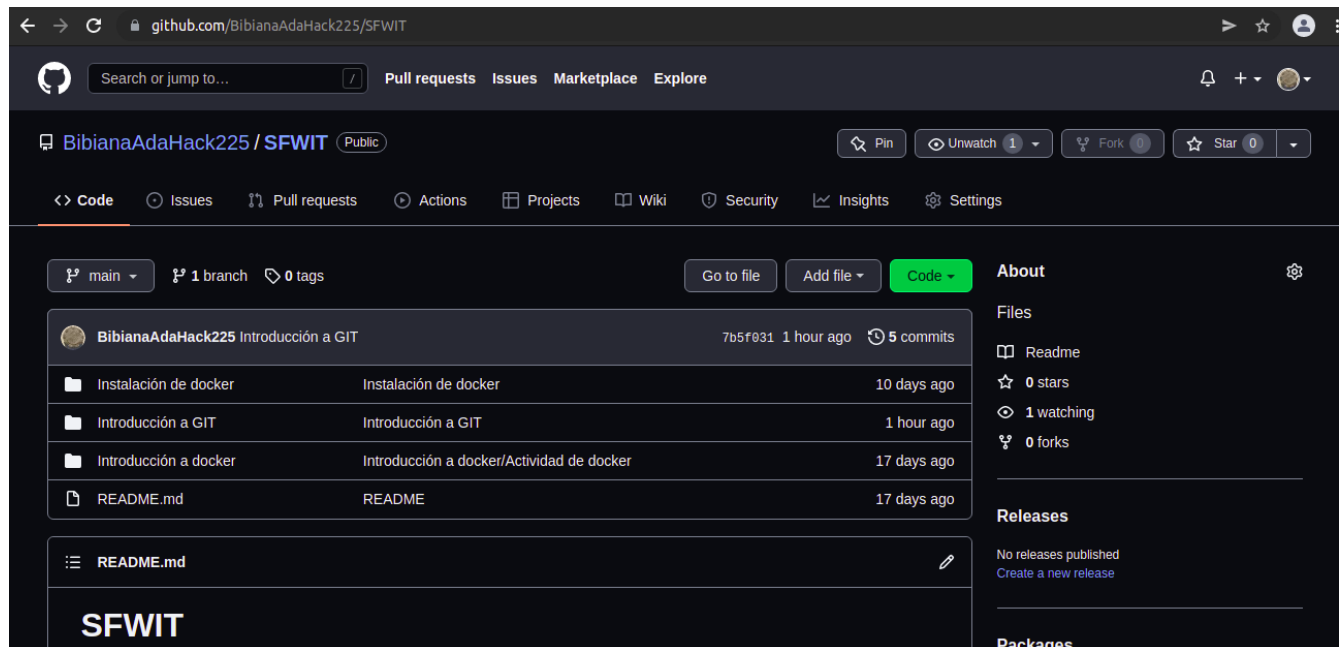 github.com/BibianaAdaHack225/SFWIT
Search or jump to... / Pull requests Issues Marketplace Explore
BibianaAdaHack225 / SFWIT Public Pin Unwatch 1 Fork 0 Star 0
<> Code Issues Pull requests Actions Projects Wiki Security Insights Settings
main 1 branch 0 tags Go to file Add file Code
BibianaAdaHack225 Introducción a GIT 7b5f031 1 hour ago 5 commits
Instalación de docker Instalación de docker 10 days ago
Introducción a GIT Introducción a GIT 1 hour ago
Introducción a docker Introducción a docker/Actividad de docker 17 days ago
README.md README 17 days ago
README.md
SFWIT
About
Files
Readme
0 stars
1 watching
0 forks
Releases
No releases published
Create a new release
Packages